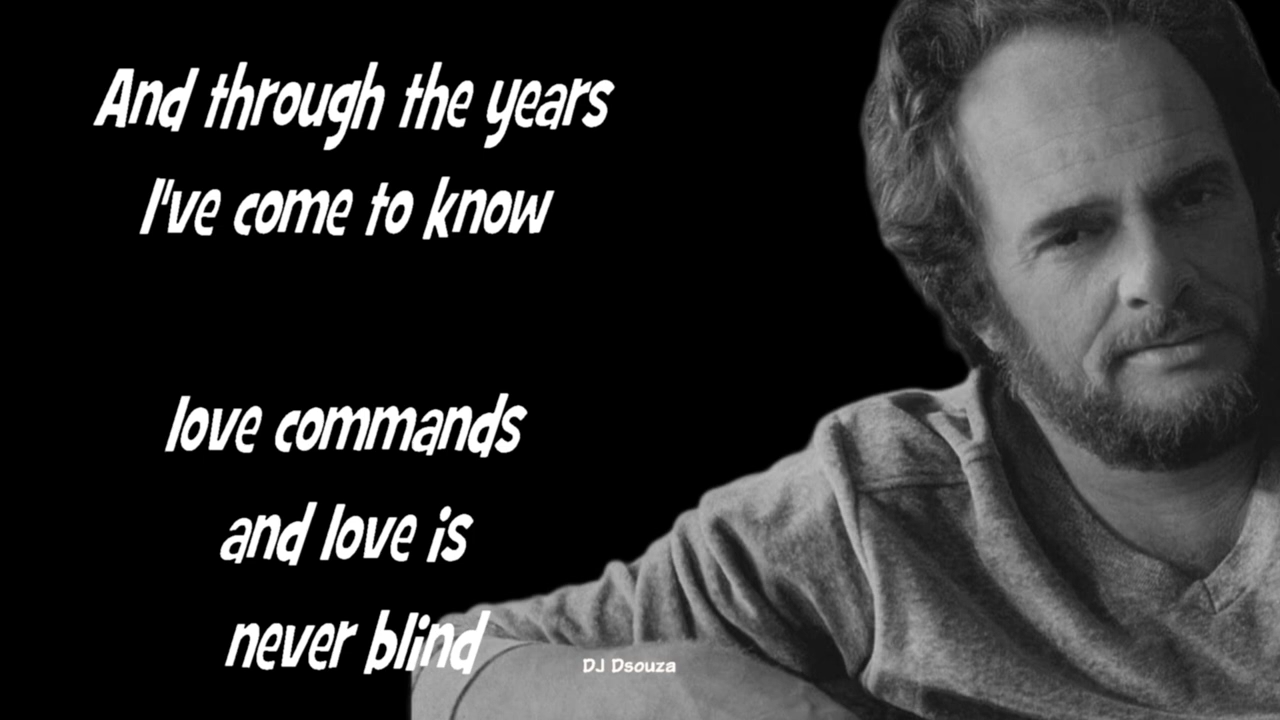 And through the years
I've come to know
love commands
and love is
never blind
DJ Dsouza